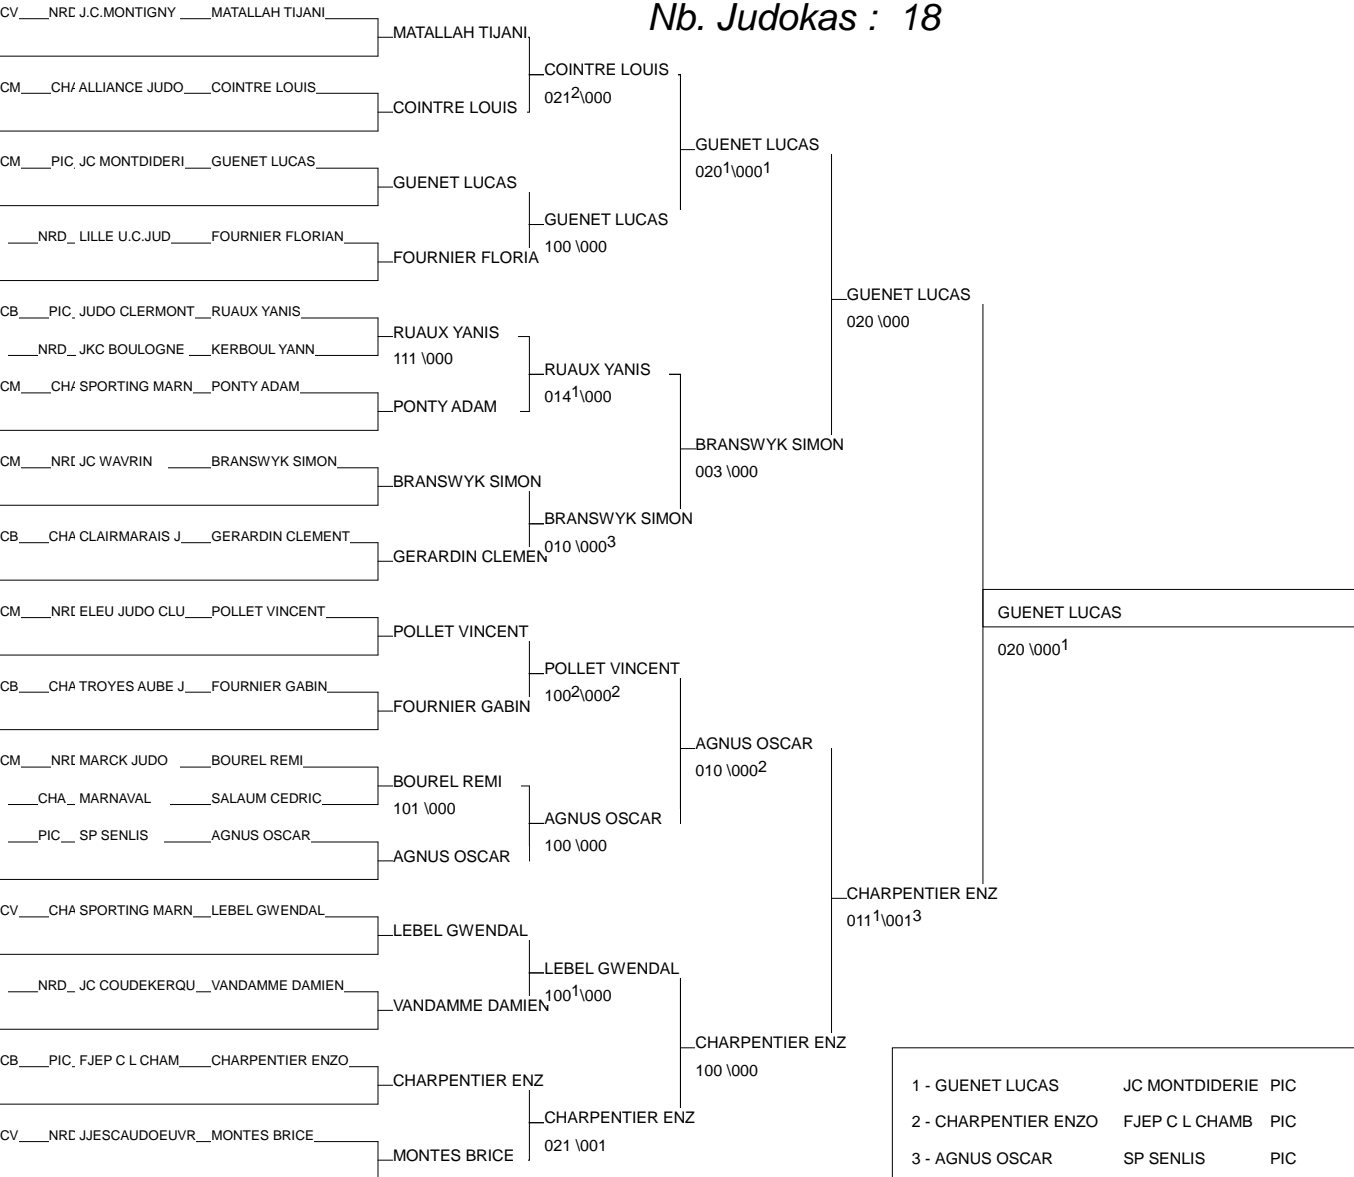 Nb. Judokas : 18
CV NRD J.C.MONTIGNY MATALLAH TIJANI
MATALLAH TIJANI
COINTRE LOUIS
021²\000
CM CHA ALLIANCE JUDO COINTRE LOUIS
COINTRE LOUIS
GUENET LUCAS
020¹\000¹
CM PIC JC MONTDIDERI GUENET LUCAS
GUENET LUCAS
GUENET LUCAS
100 \000
NRD LILLE U.C.JUD FOURNIER FLORIAN
FOURNIER FLORIA
GUENET LUCAS
020 \000
CB PIC JUDO CLERMONT RUAUX YANIS
RUAUX YANIS
111 \000
NRD JKC BOULOGNE KERBOUL YANN
RUAUX YANIS
014¹\000
CM CHA SPORTING MARN PONTY ADAM
PONTY ADAM
BRANSWYK SIMON
003 \000
CM NRD JC WAVRIN BRANSWYK SIMON
BRANSWYK SIMON
BRANSWYK SIMON
010 \000³
CB CHA CLAIRMARAIS J GERARDIN CLEMENT
GERARDIN CLEMEN
GUENET LUCAS
020 \000¹
CM NRD ELEU JUDO CLU POLLET VINCENT
POLLET VINCENT
POLLET VINCENT
100²\000²
CB CHA TROYES AUBE J FOURNIER GABIN
FOURNIER GABIN
AGNUS OSCAR
010 \000²
CM NRD MARCK JUDO BOUREL REMI
BOUREL REMI
101 \000
CHA MARNAVAL SALAUM CEDRIC
AGNUS OSCAR
100 \000
PIC SP SENLIS AGNUS OSCAR
AGNUS OSCAR
CHARPENTIER ENZ
011¹\001³
CV CHA SPORTING MARN LEBEL GWENDAL
LEBEL GWENDAL
LEBEL GWENDAL
100¹\000
NRD JC COUDEKERQU VANDAMME DAMIEN
VANDAMME DAMIEN
CHARPENTIER ENZ
100 \000
CB PIC FJEP C L CHAM CHARPENTIER ENZO
CHARPENTIER ENZ
CHARPENTIER ENZ
021 \001
CV NRD JJESCAUDOEUVR MONTES BRICE
MONTES BRICE
1 - GUENET LUCAS JC MONTDIDERIE PIC
2 - CHARPENTIER ENZO FJEP C L CHAMB PIC
3 - AGNUS OSCAR SP SENLIS PIC